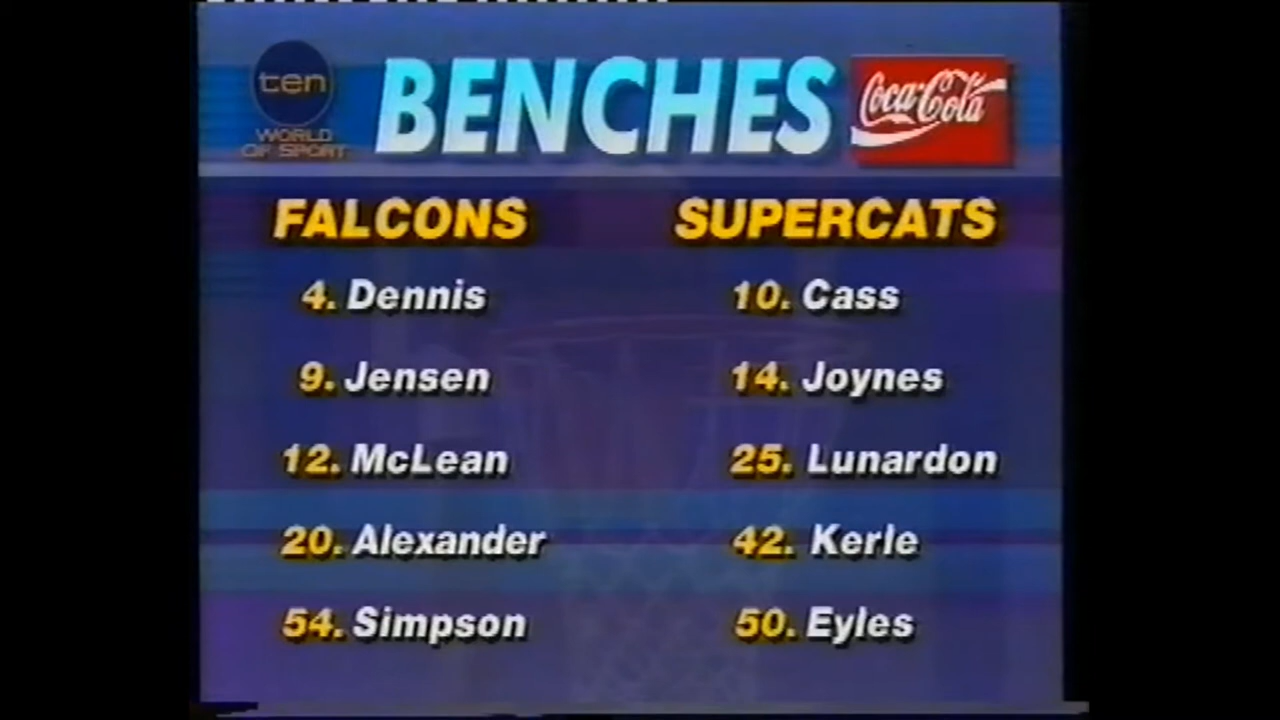 ten
WORLD
OF SPORT
BENCHES
Coca-Cola
FALCONS
4. Dennis
9. Jensen
12. McLean
20. Alexander
54. Simpson
SUPERCATS
10. Cass
14. Joynes
25. Lunardon
42. Kerle
50. Eyles